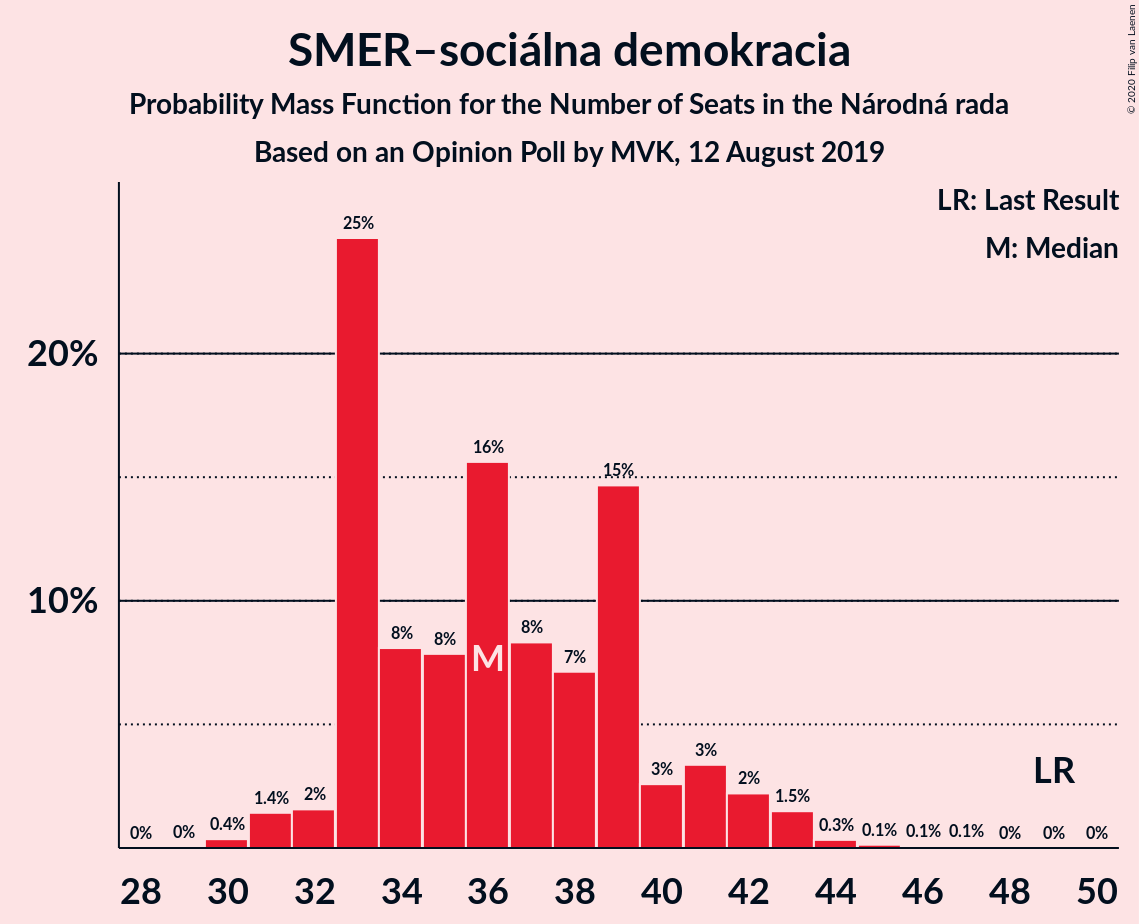 SMER–sociálna demokracia
Probability Mass Function for the Number of Seats in the Národná rada
Based on an Opinion Poll by MVK, 12 August 2019
© 2020 Filip van Laenen
LR: Last Result
M: Median
20%
10%
0% 0% 0.4% 1.4% 2% 25% 8% 8% 16% 8% 7% 15% 3% 3% 2% 1.5% 0.3% 0.1% 0.1% 0.1% 0% 0% 0%
M
LR
28 30 32 34 36 38 40 42 44 46 48 50